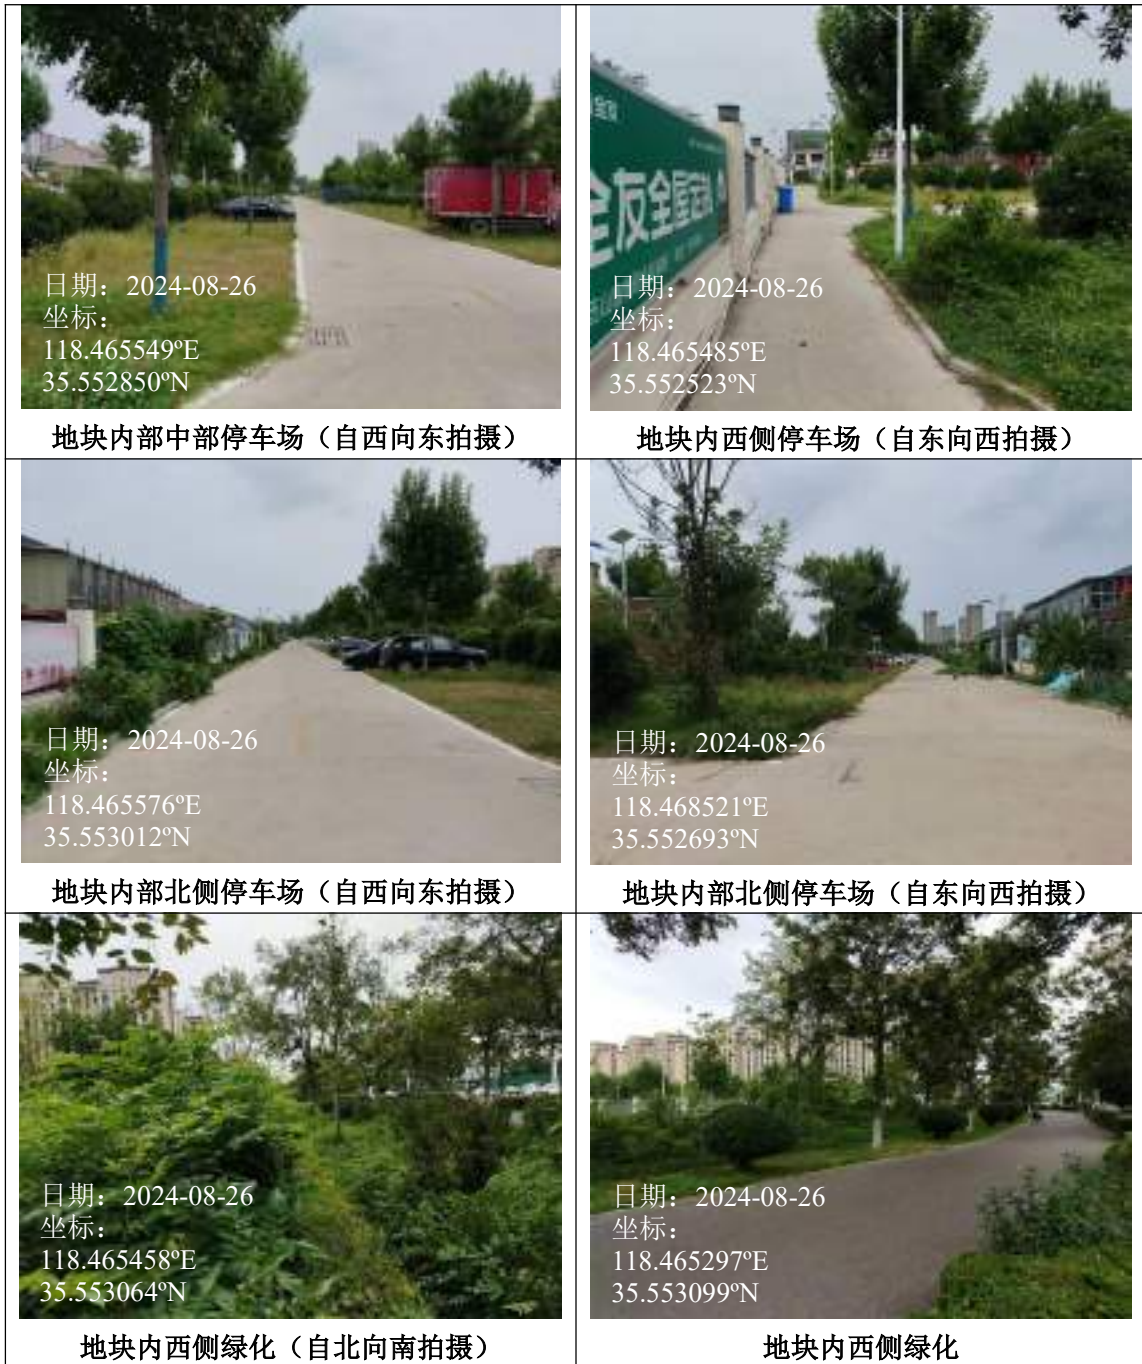 全友全屋定制
日期：2024-08-26
坐标：
118.465549ºE
35.552850ºN
日期：2024-08-26
坐标：
118.465485ºE
35.552523ºN
地块内部中部停车场（自西向东拍摄）
地块内西侧停车场（自东向西拍摄）
日期：2024-08-26
坐标：
118.465576ºE
35.553012ºN
日期：2024-08-26
坐标：
118.468521ºE
35.552693ºN
地块内部北侧停车场（自西向东拍摄）
地块内部北侧停车场（自东向西拍摄）
日期：2024-08-26
坐标：
118.465458ºE
35.553064ºN
日期：2024-08-26
坐标：
118.465297ºE
35.553099ºN
地块内西侧绿化（自北向南拍摄）
地块内西侧绿化